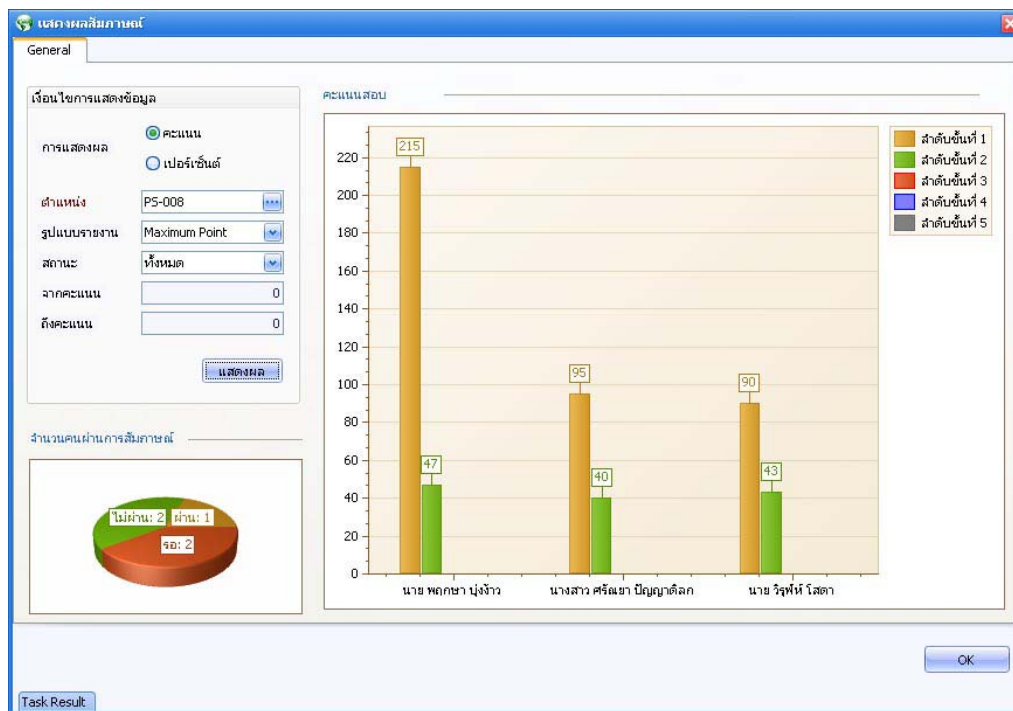 แสดงผลสัมภาษณ์
General
เงื่อนไขการแสดงข้อมูล
การแสดงผล
คะแนน
เปอร์เซ็นต์
ตำแหน่ง PS-008
รูปแบบรายงาน Maximum Point
สถานะ ทั้งหมด
จากคะแนน 0
ถึงคะแนน 0
แสดงผล
จำนวนคนผ่านการสัมภาษณ์
ไม่ผ่าน: 2 ผ่าน: 1
รอ: 2
คะแนนสอบ
220
200
180
160
140
120
100
80
60
40
20
0
215
47
95
40
90
43
นาย พฤกษา บุ่งง้าว
นางสาว ศรัณยา ปัญญาดิลก
นาย วิรุฬห์ โสดา
ลำดับขั้นที่ 1
ลำดับขั้นที่ 2
ลำดับขั้นที่ 3
ลำดับขั้นที่ 4
ลำดับขั้นที่ 5
OK
Task Result